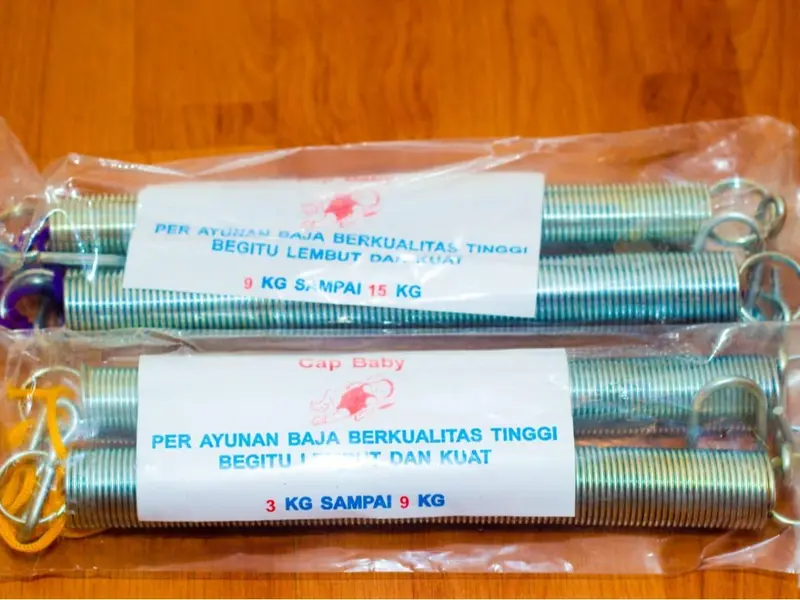 PER AYUNAN BAJA BERKUALITAS TINGGI
BEGITU LEMBUT DAN KUAT
9 KG SAMPAI 15 KG
Cap Baby
PER AYUNAN BAJA BERKUALITAS TINGGI
BEGITU LEMBUT DAN KUAT
3 KG SAMPAI 9 KG